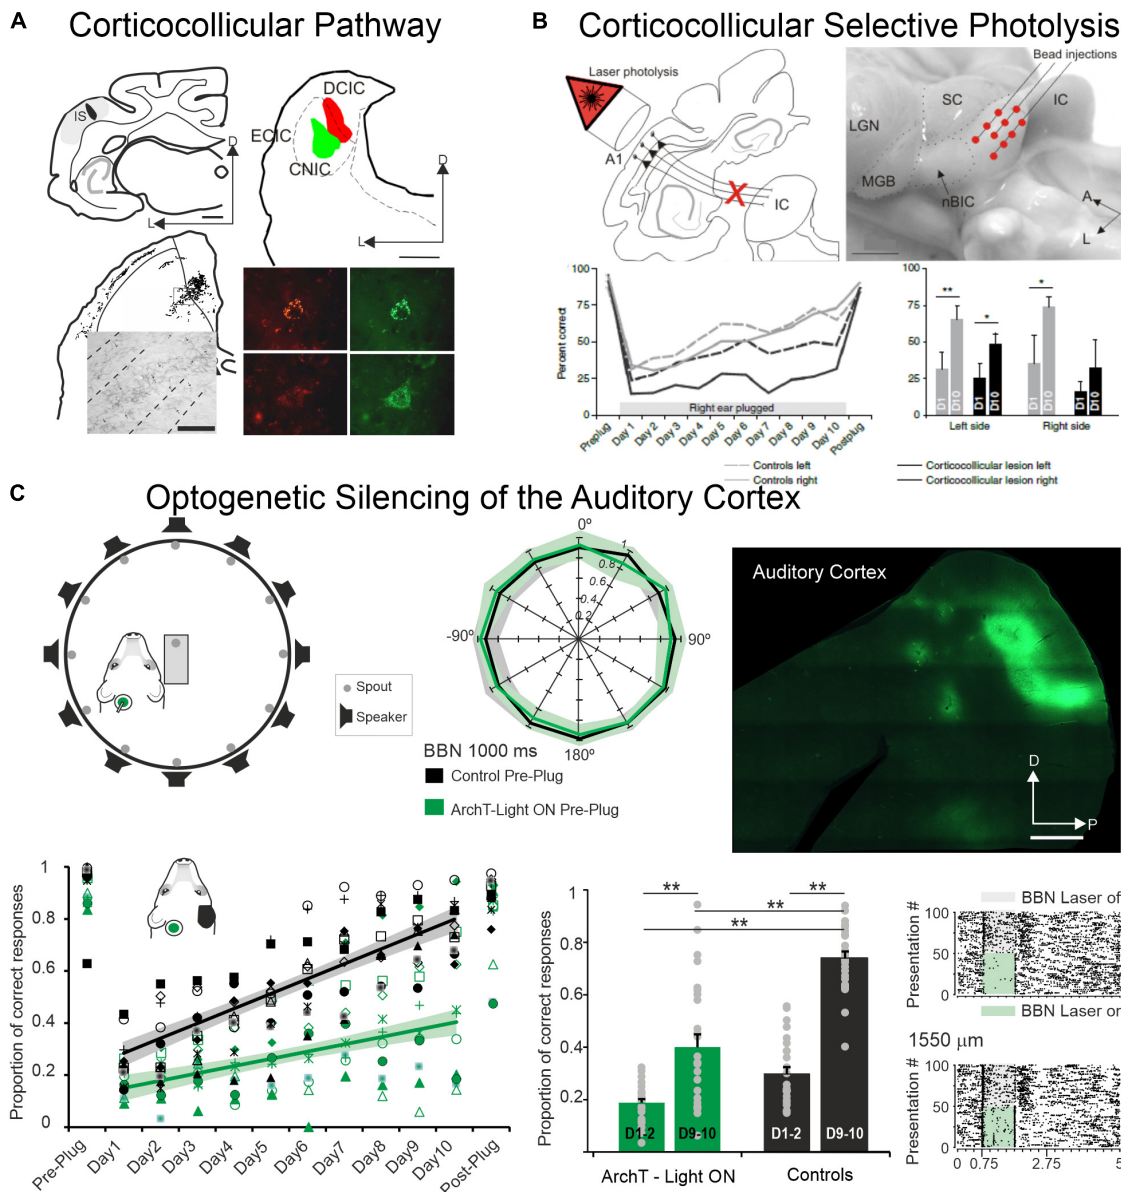 A
Corticocollicular Pathway
IS
D
L
DCIC
ECIC
CNIC
D
L
B
Corticocollicular Selective Photolysis
Laser photolysis
A1
X
IC
Bead injections
SC
IC
LGN
MGB
nBIC
A
L
100
75
50
25
0
Percent correct
Right ear plugged
Preplug
Day 1
Day 2
Day 3
Day 4
Day 5
Day 6
Day 7
Day 8
Day 9
Day 10
Postplug
Controls left
Controls right
Corticocollicular lesion left
Corticocollicular lesion right
100
75
50
25
0
**
*
*
D1
D10
D1
D10
D1
D10
D1
D10
Left side
Right side
C
Optogenetic Silencing of the Auditory Cortex
Spout
Speaker
0º
1
0.8
0.6
0.4
0.2
-90º
90º
180º
BBN 1000 ms
Control Pre-Plug
ArchT-Light ON Pre-Plug
Auditory Cortex
D
P
1
0.8
0.6
0.4
0.2
0
Proportion of correct responses
Pre-Plug
Day1
Day2
Day3
Day4
Day5
Day6
Day7
Day8
Day9
Day10
Post-Plug
1
0.8
0.6
0.4
0.2
Proportion of correct responses
**
**
**
**
D1-2
D9-10
D1-2
D9-10
ArchT - Light ON
Controls
BBN Laser of
100
50
0
Presentation #
BBN Laser or
1550 µm
100
50
0
Presentation #
0 0.75 2.75 5